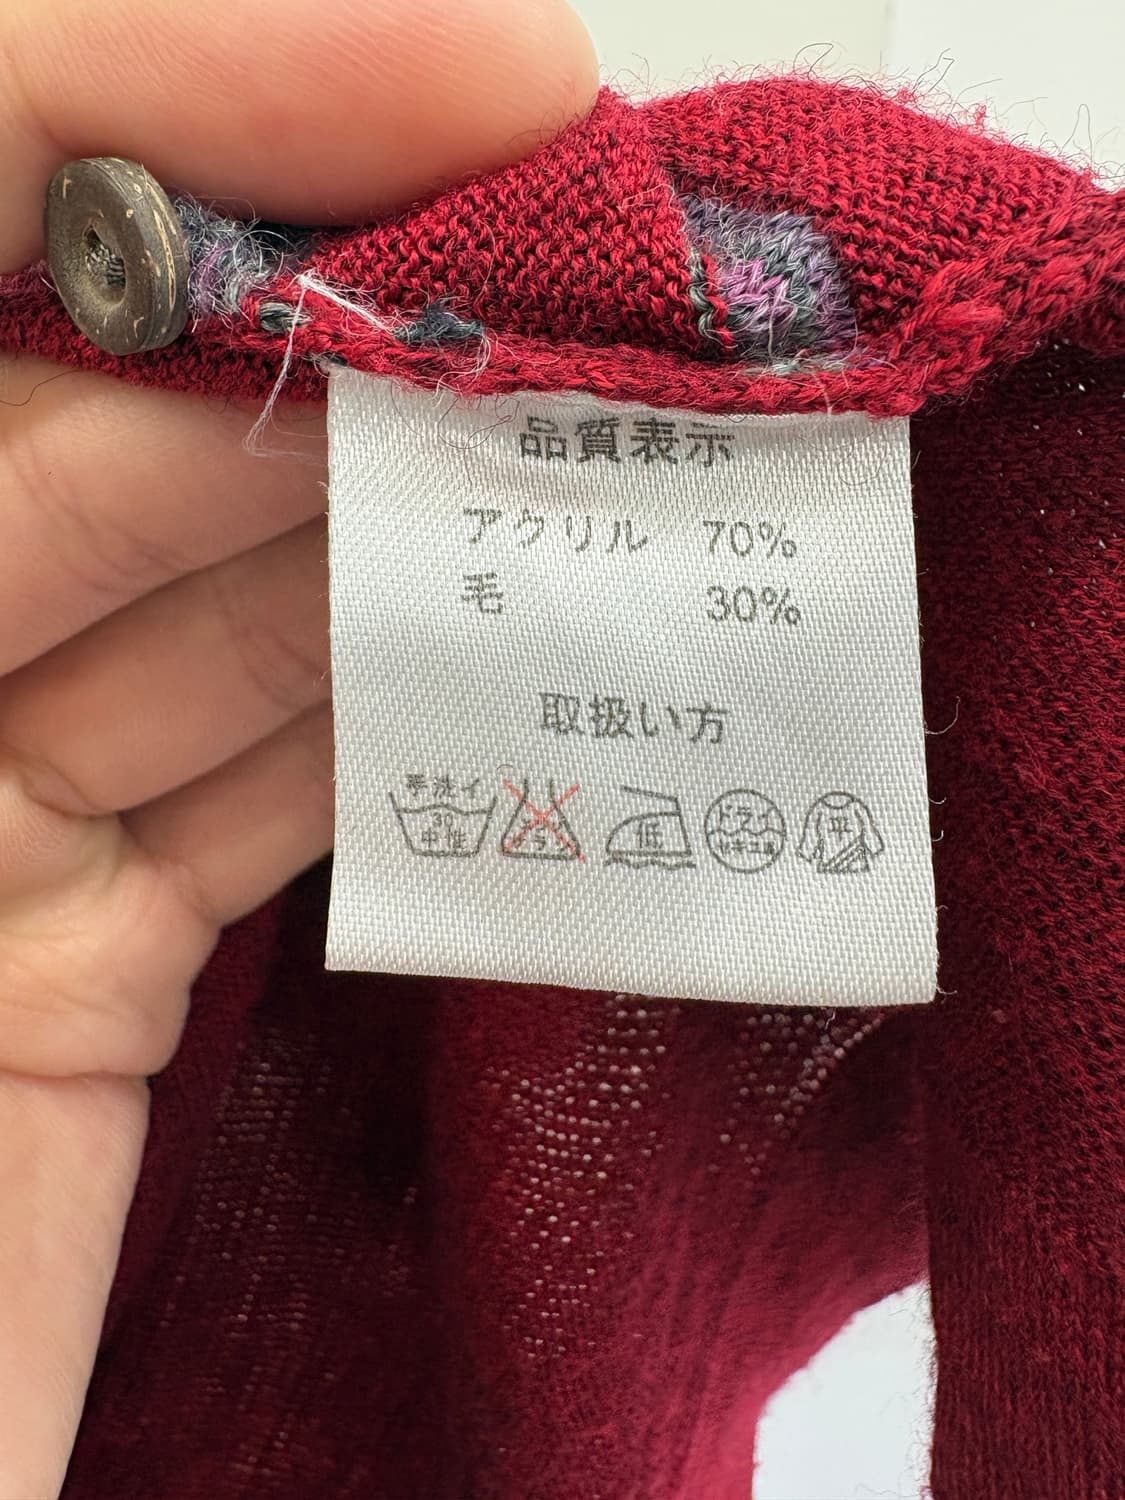 品質表示
アクリル 70%
毛 30%
取扱い方
手洗イ
30
中性
低
ドライ
平